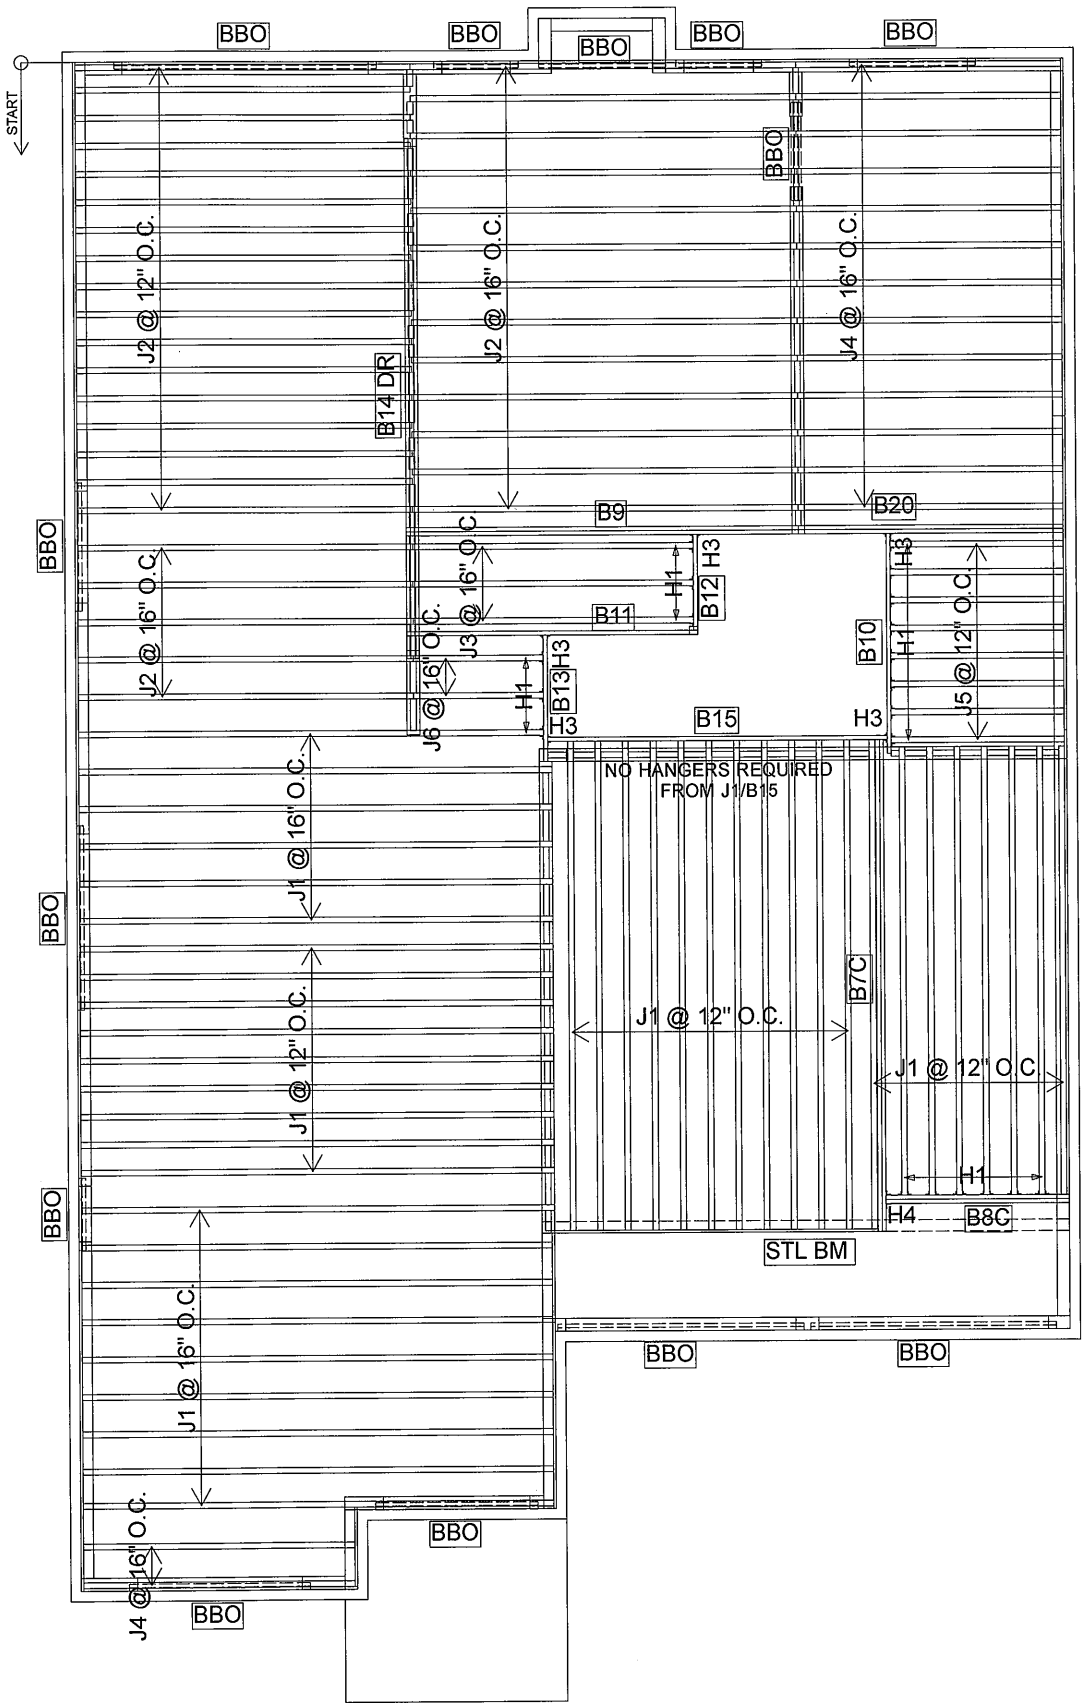 BBO
BBO
BBO
BBO
BBO
START
BBO
J2 @ 12" O.C.
J2 @ 16" O.C.
J4 @ 16" O.C.
B14 DR
B9
B20
BBO
J2 @ 16" O.C.
J3 @ 16" O.C
H1
H3
B12
H3
H1
B10
J5 @ 12" O.C.
B11
J6 @ 16" O.C.
H1
H3
B13
H3
B15
H3
NO HANGERS REQUIRED
FROM J1/B15
J1 @ 16" O.C.
BBO
B7C
J1 @ 12" O.C.
J1 @ 12" O.C.
J1 @ 12" O.C.
H1
BBO
H4
B8C
STL BM
J1 @ 16" O.C.
BBO
BBO
J4 @ 16" O.C.
BBO
BBO